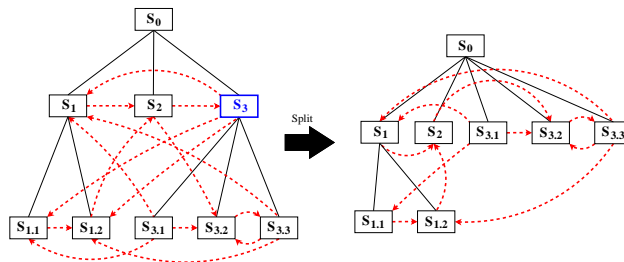 S0
S1 S2 S3
S1.1 S1.2 S3.1 S3.2 S3.3
Split
S0
S1 S2 S3.1 S3.2 S3.3
S1.1 S1.2